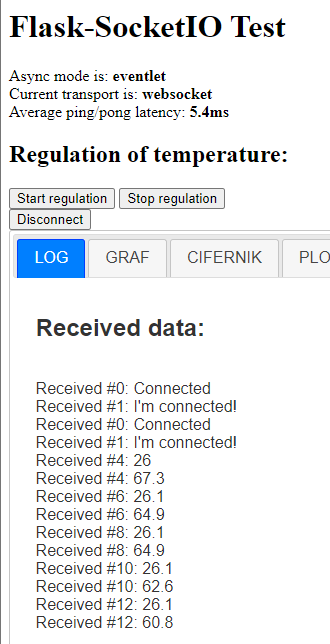 Flask-SocketIO Test
Async mode is: eventlet
Current transport is: websocket
Average ping/pong latency: 5.4ms
Regulation of temperature:
Start regulation Stop regulation
Disconnect
LOG GRAF CIFERNIK PLO
Received data:
Received #0: Connected
Received #1: I'm connected!
Received #0: Connected
Received #1: I'm connected!
Received #4: 26
Received #4: 67.3
Received #6: 26.1
Received #6: 64.9
Received #8: 26.1
Received #8: 64.9
Received #10: 26.1
Received #10: 62.6
Received #12: 26.1
Received #12: 60.8